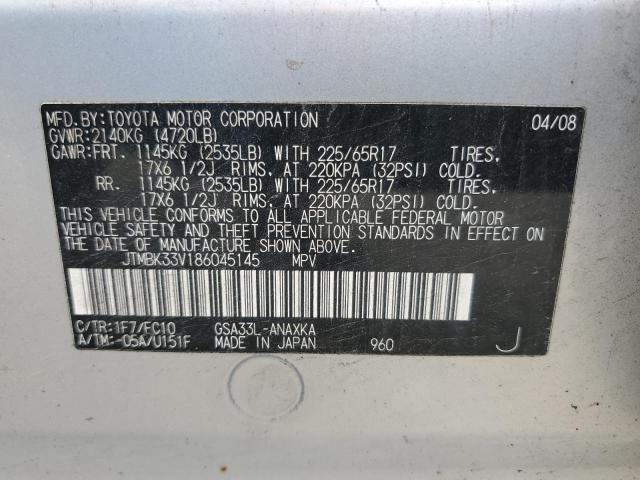 MFD. BY: TOYOTA MOTOR CORPORATION 04/08
GVWR: 2140KG (4720LB)
GAWR: FRT. 1145KG (2535LB) WITH 225/65R17 TIRES,
17X6 1/2J RIMS, AT 220KPA (32PSI) COLD.
RR. 1145KG (2535LB) WITH 225/65R17 TIRES,
17X6 1/2J RIMS, AT 220KPA (32PSI) COLD.
THIS VEHICLE CONFORMS TO ALL APPLICABLE FEDERAL MOTOR
VEHICLE SAFETY AND THEFT PREVENTION STANDARDS IN EFFECT ON
THE DATE OF MANUFACTURE SHOWN ABOVE.
JTMBK33V186045145 MPV
C/TR: 1F7/FC10 GSA33L-ANAXKA
A/TM: -05A/U151F MADE IN JAPAN 960 J